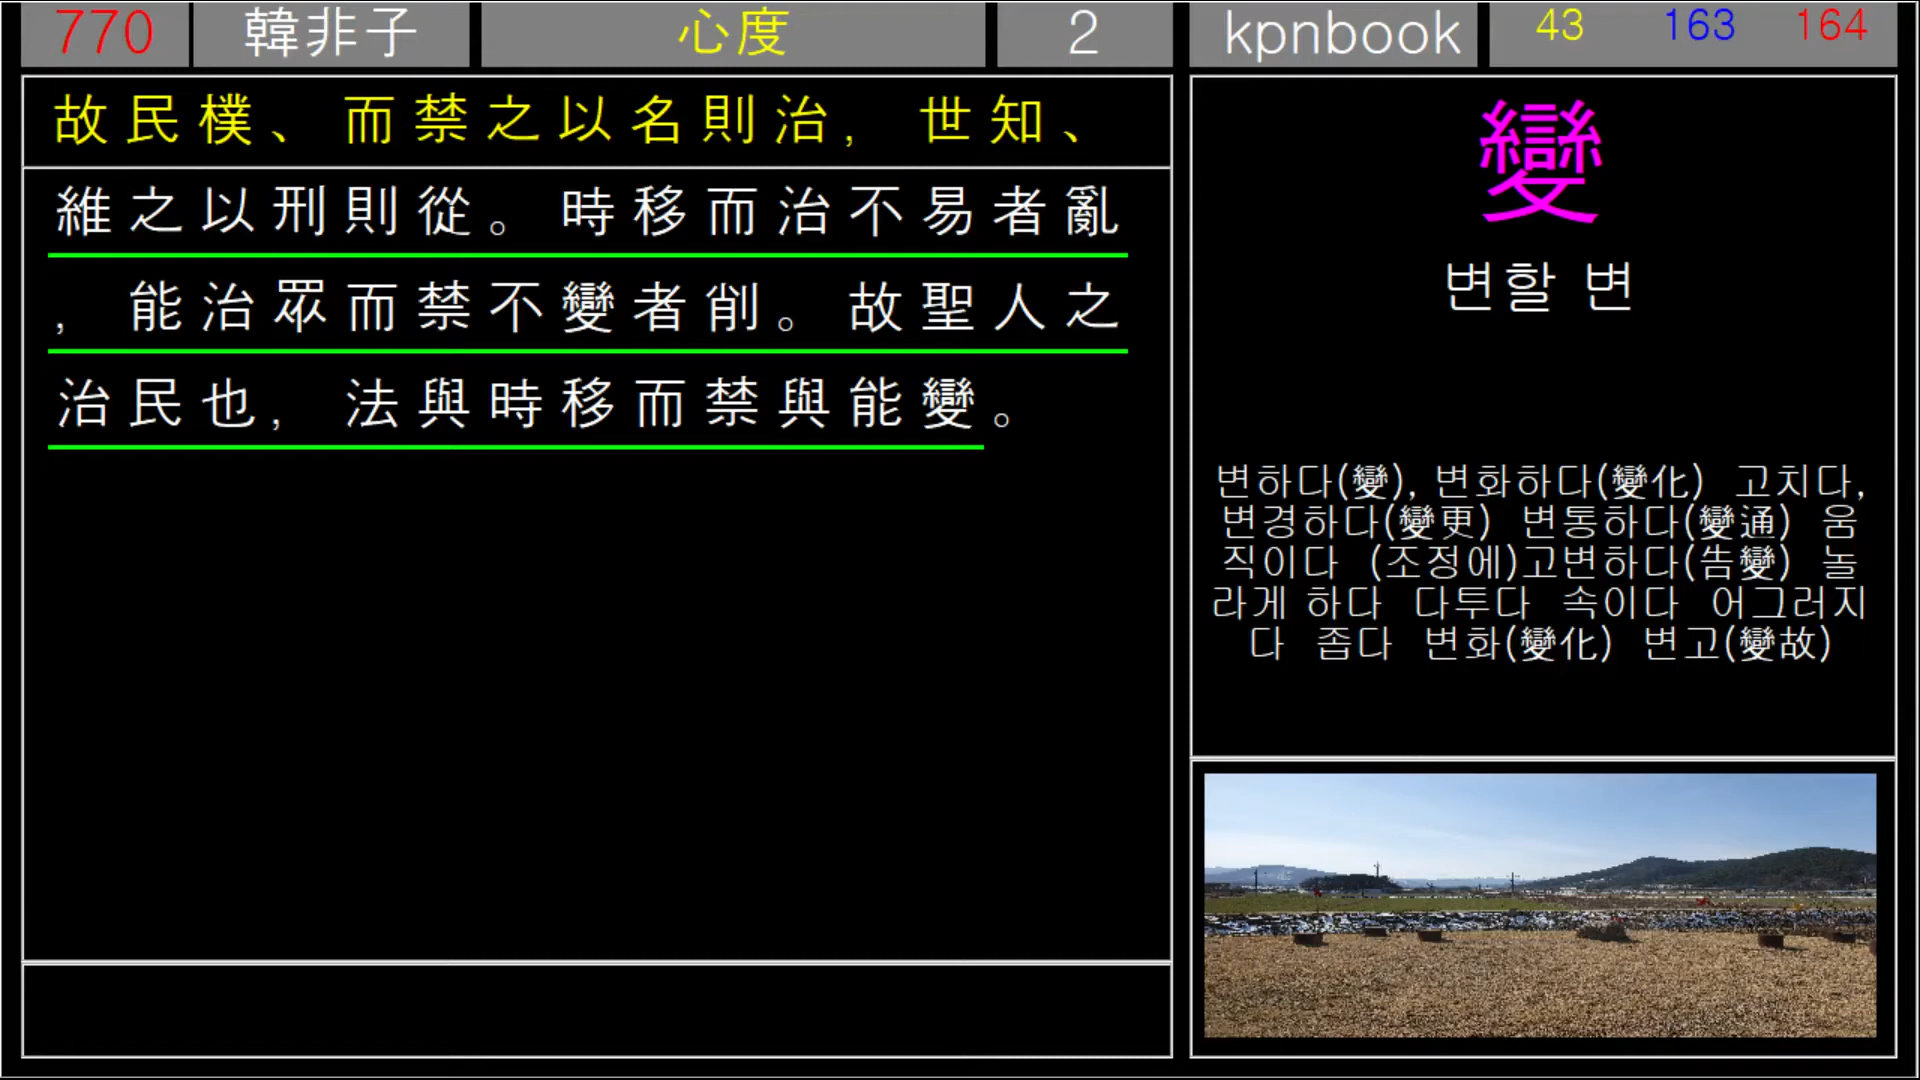 770 韓非子 心度 2 kpnbook 43 163 164
故民樸、而禁之以名則治, 世知、
維之以刑則從。時移而治不易者亂
, 能治眾而禁不變者削。故聖人之
治民也, 法與時移而禁與能變。
變
변할 변
변하다(變), 변화하다(變化) 고치다,
변경하다(變更) 변통하다(變通) 움
직이다 (조정에)고변하다(告變) 놀
라게 하다 다투다 속이다 어그러지
다 좁다 변화(變化) 변고(變故)